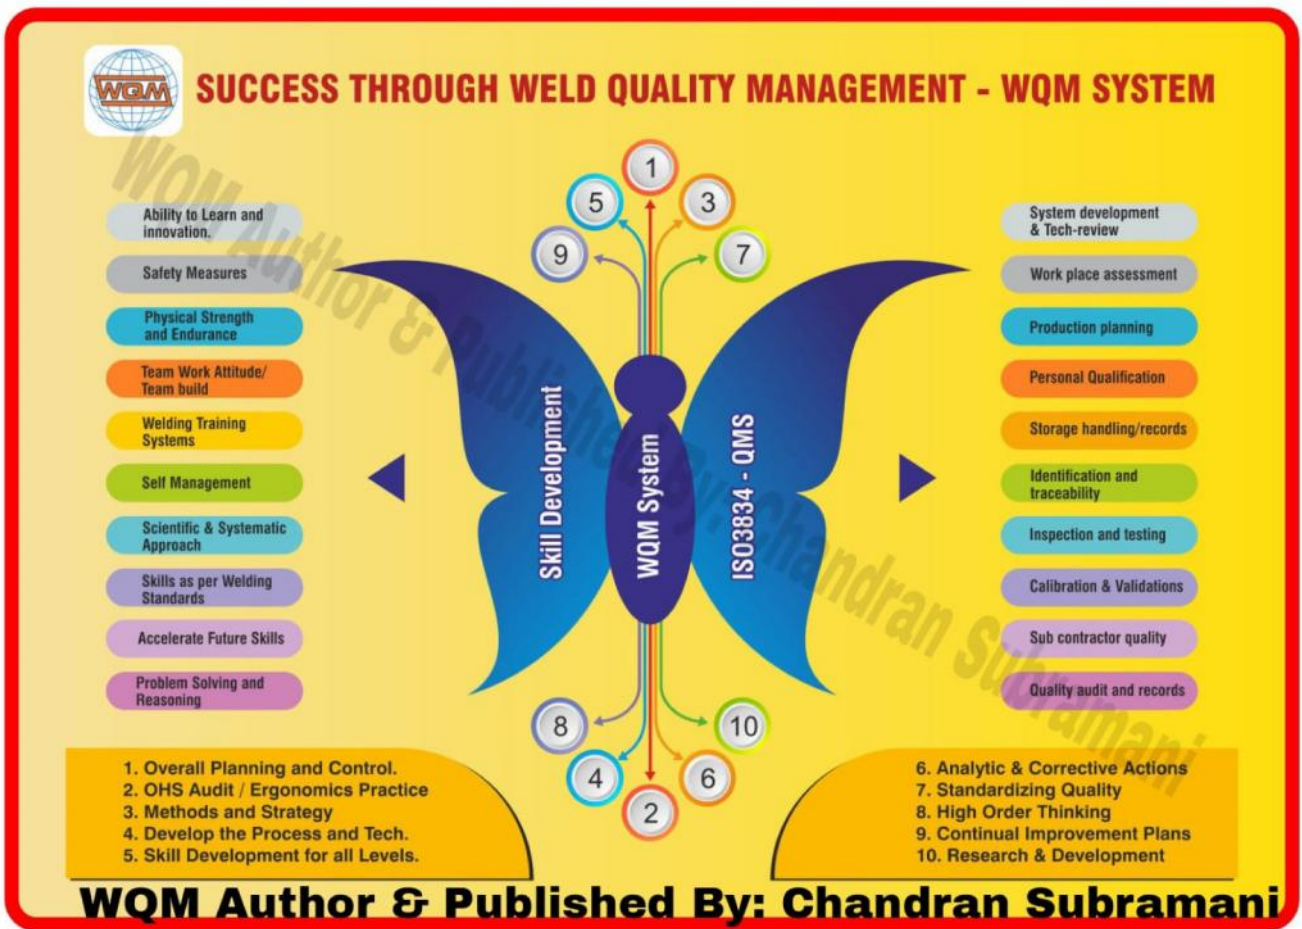 WQM
SUCCESS THROUGH WELD QUALITY MANAGEMENT - WQM SYSTEM
1
5
3
9
7
Ability to Learn and
innovation.
Safety Measures
Physical Strength
and Endurance
Team Work Attitude/
Team build
Welding Training
Systems
Self Management
Scientific & Systematic
Approach
Skills as per Welding
Standards
Accelerate Future Skills
Problem Solving and
Reasoning
Skill Development
WQM System
ISO3834 - QMS
System development
& Tech-review
Work place assessment
Production planning
Personal Qualification
Storage handling/records
Identification and
traceability
Inspection and testing
Calibration & Validations
Sub contractor quality
Quality audit and records
8
10
4
6
2
1. Overall Planning and Control.
2. OHS Audit / Ergonomics Practice
3. Methods and Strategy
4. Develop the Process and Tech.
5. Skill Development for all Levels.
6. Analytic & Corrective Actions
7. Standardizing Quality
8. High Order Thinking
9. Continual Improvement Plans
10. Research & Development
WQM Author & Published By: Chandran Subramani
WQM Author & Published By: Chandran Subramani